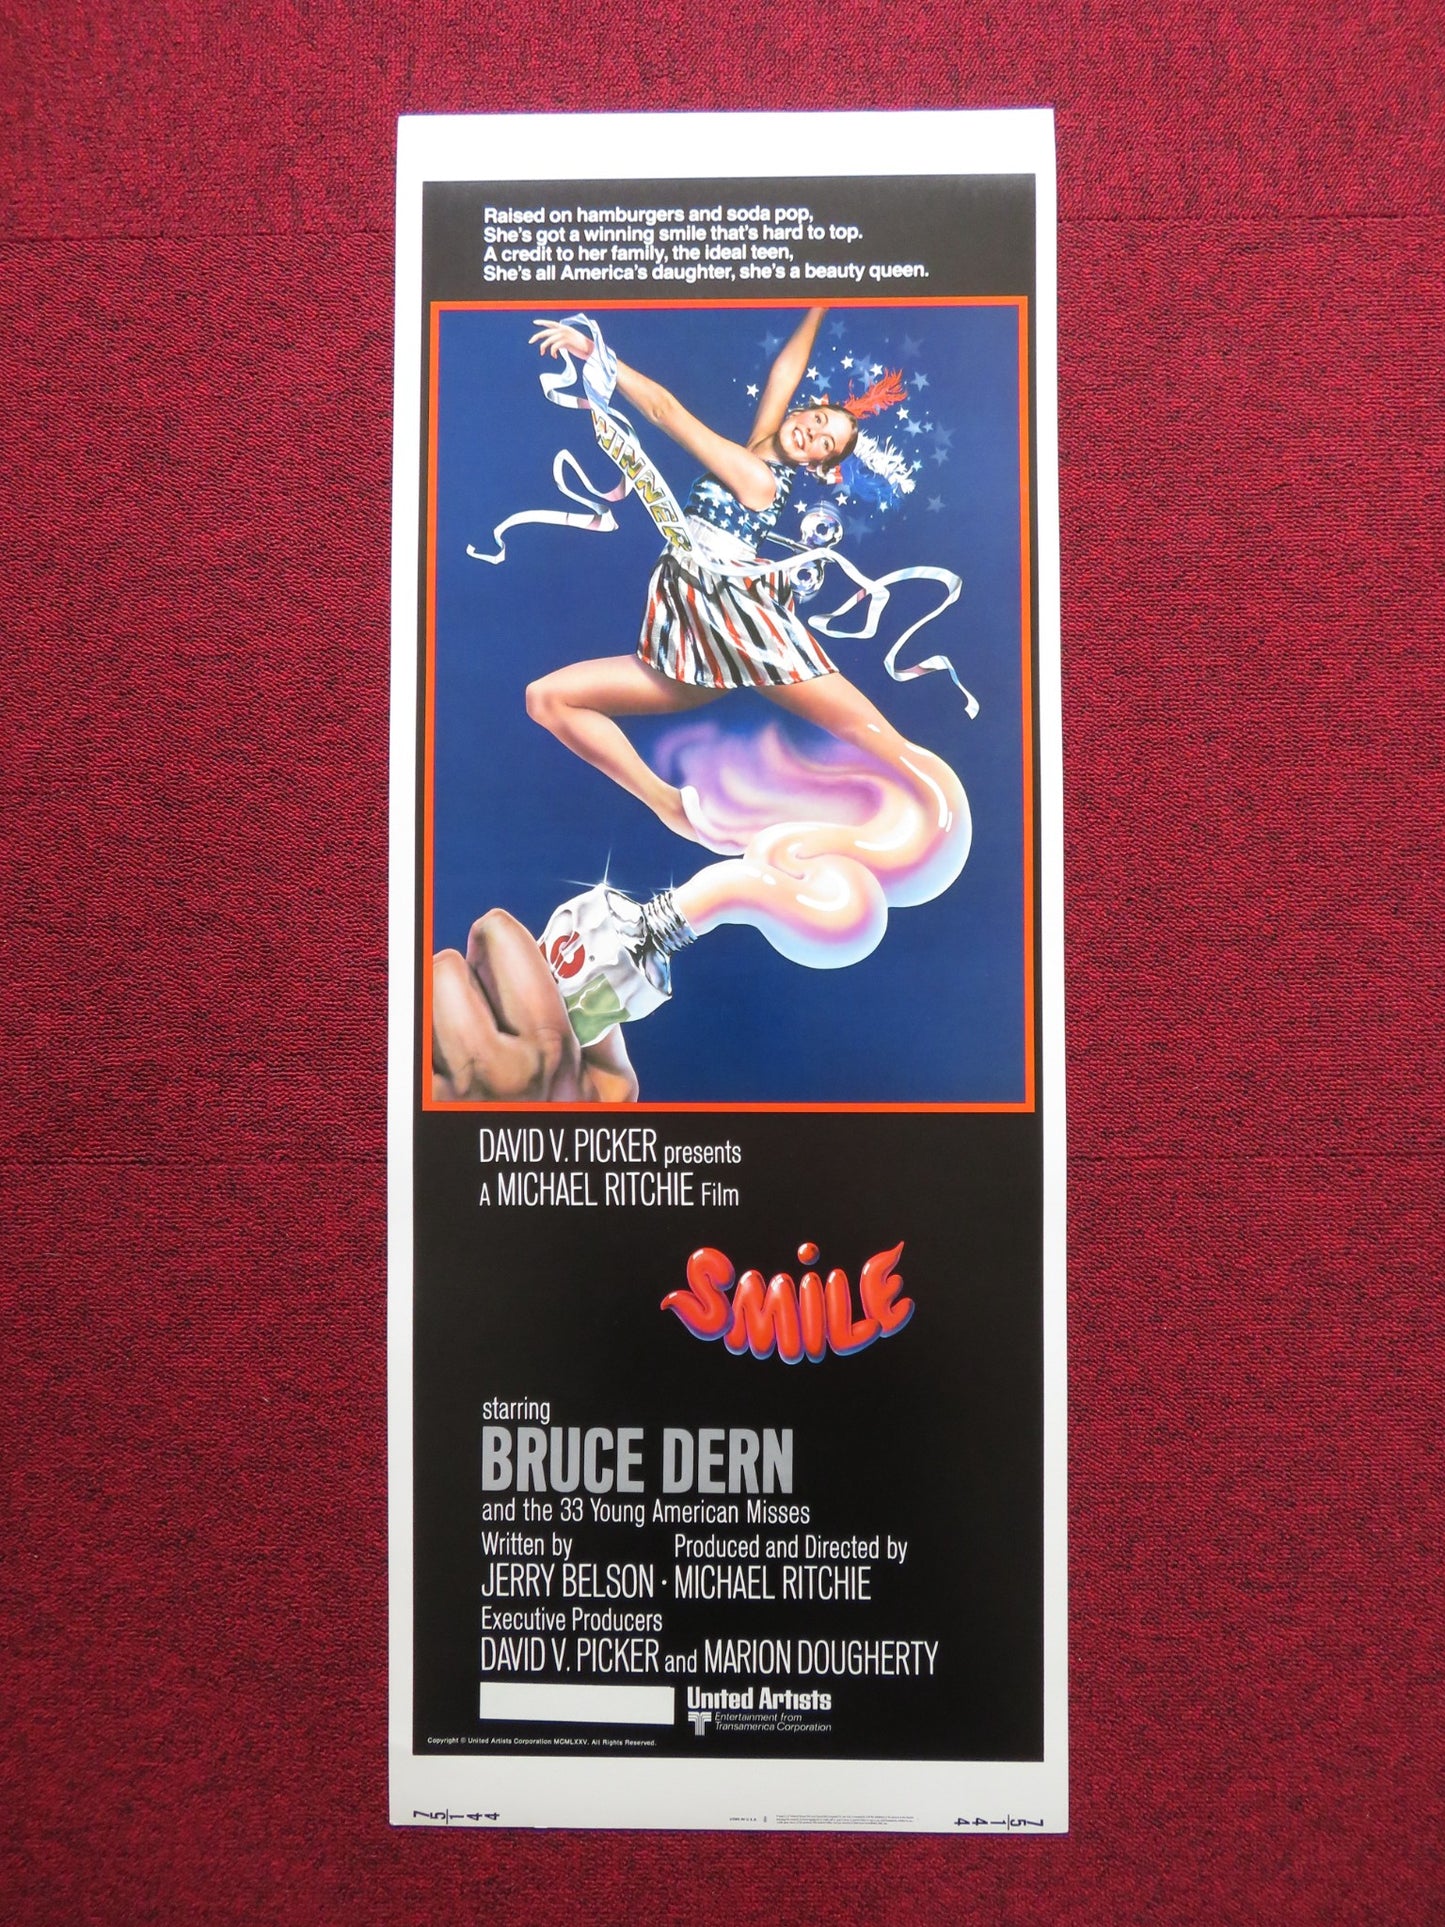 Raised on hamburgers and soda pop,
She's got a winning smile that's hard to top.
A credit to her family, the ideal teen,
She's all America's daughter, she's a beauty queen.
WINNER
DAVID V. PICKER presents
A MICHAEL RITCHIE Film
SMiLE
starring
BRUCE DERN
and the 33 Young American Misses
Written by Produced and Directed by
JERRY BELSON · MICHAEL RITCHIE
Executive Producers
DAVID V. PICKER and MARION DOUGHERTY
United Artists
Entertainment from
Transamerica Corporation
Copyright © United Artists Corporation MCMLXXV. All Rights Reserved.
75/144
75/144